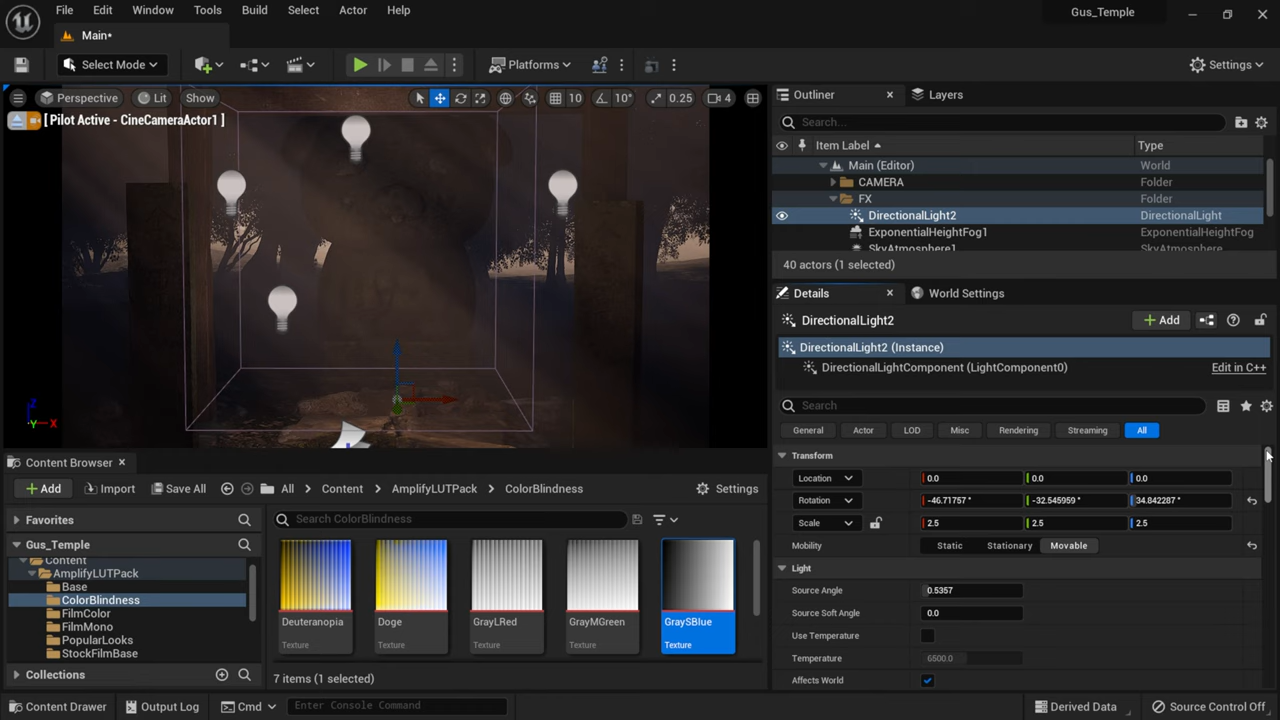 File Edit Window Tools Build Select Actor Help Gus_Temple
Main*
Select Mode Platforms Settings
Perspective Lit Show 10 10° 0.25 4
[ Pilot Active - CineCameraActor1 ]
Z
Y X
Outliner Layers
Search...
Item Label Type
Main (Editor) World
CAMERA Folder
FX Folder
DirectionalLight2 DirectionalLight
ExponentialHeightFog1 ExponentialHeightFog
SkyAtmosphere1 SkyAtmosphere
40 actors (1 selected)
Details World Settings
DirectionalLight2 Add
DirectionalLight2 (Instance)
DirectionalLightComponent (LightComponent0) Edit in C++
Search
General Actor LOD Misc Rendering Streaming All
Transform
Location 0.0 0.0 0.0
Rotation -46.71757 ° -32.545959 ° 34.842287 °
Scale 2.5 2.5 2.5
Mobility Static Stationary Movable
Light
Source Angle 0.5357
Source Soft Angle 0.0
Use Temperature
Temperature 6500.0
Affects World
Content Browser
Add Import Save All All Content AmplifyLUTPack ColorBlindness Settings
Favorites
Gus_Temple
Content
AmplifyLUTPack
Base
ColorBlindness
FilmColor
FilmMono
PopularLooks
StockFilmBase
Collections
Search ColorBlindness
Deuteranopia Doge GrayLRed GrayMGreen GraySBlue
Texture Texture Texture Texture Texture
7 items (1 selected)
Content Drawer Output Log Cmd Enter Console Command Derived Data Source Control Off